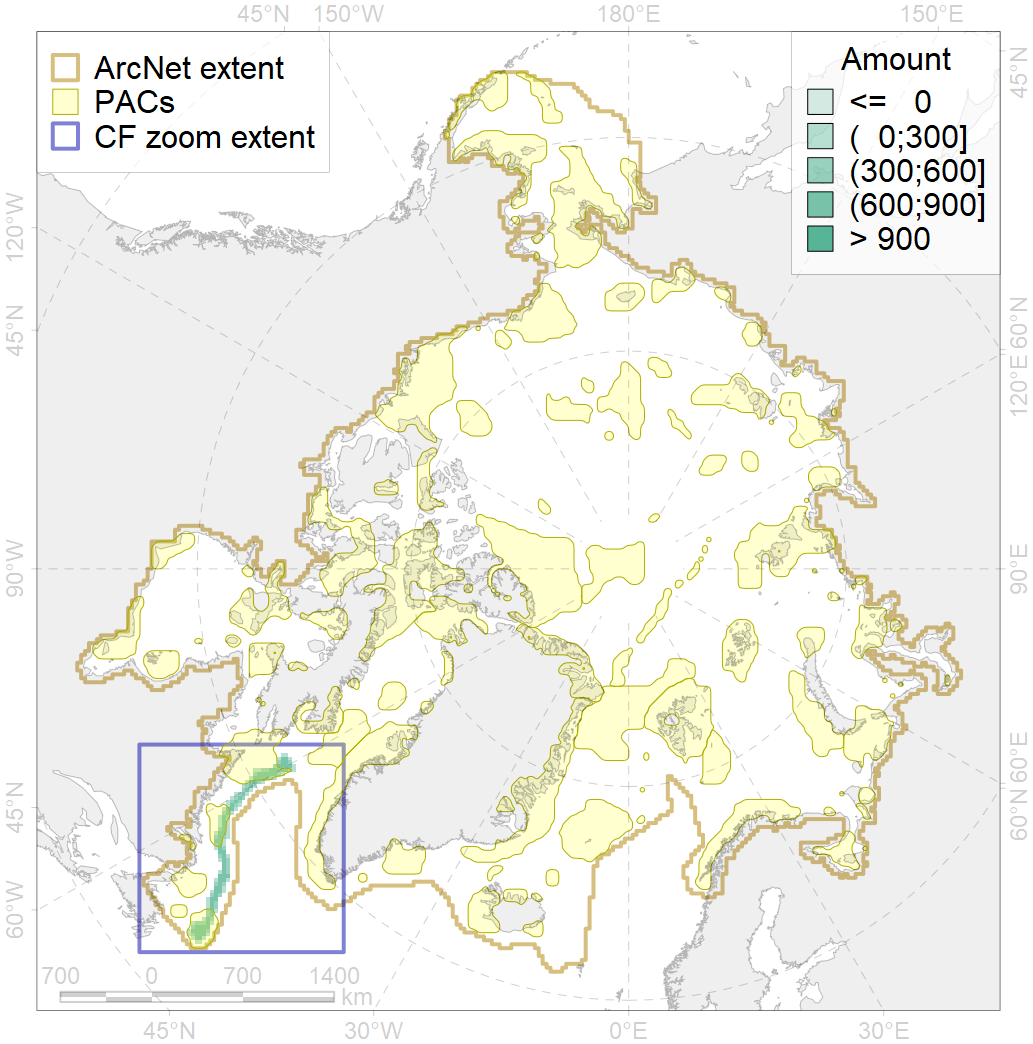 45°N 150°W 180°E 150°E
ArcNet extent
PACs
CF zoom extent
Amount
<= 0
( 0;300]
(300;600]
(600;900]
> 900
45°N
120°W
45°N
60°N
120°E
90°W
90°E
60°E
45°N
60°N
60°W
700 0 700 1400
km
45°N 30°W 0°E 30°E